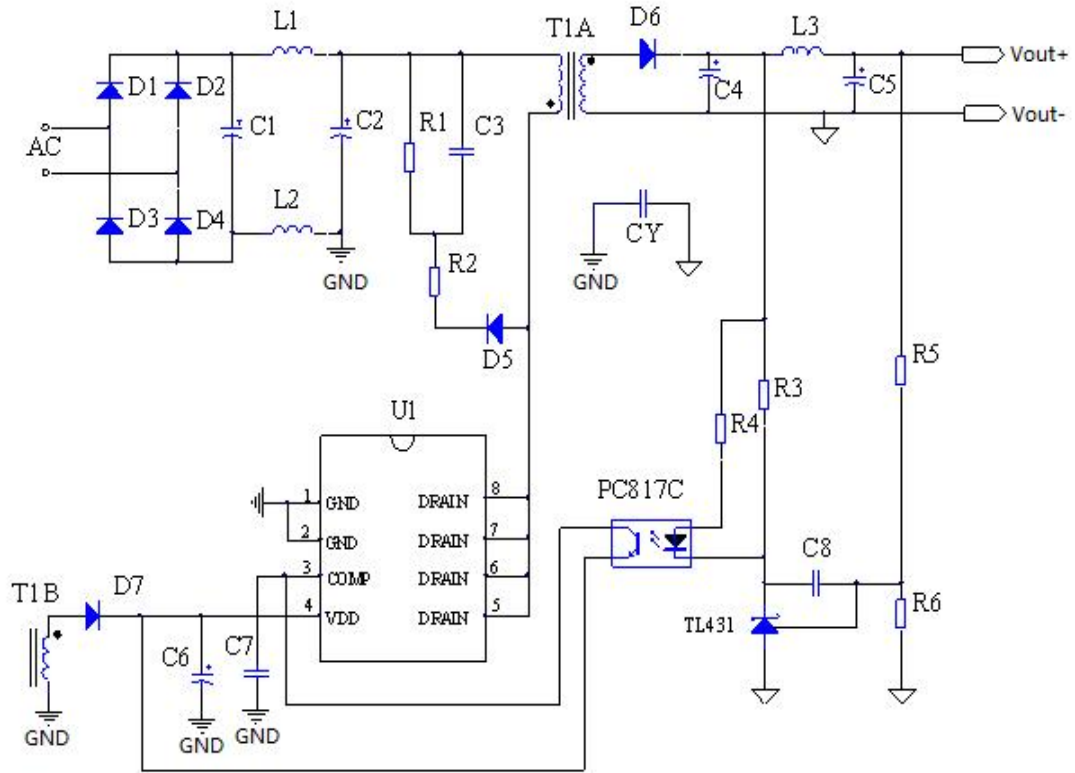 L1
T1A
D6
L3
Vout+
D1
D2
C1
C2
R1
C3
C4
C5
Vout-
AC
L2
D3
D4
CY
GND
GND
R2
D5
R5
R3
R4
U1
PC817C
1
GND
DRAIN
8
2
GND
DRAIN
7
3
COMP
DRAIN
6
4
VDD
DRAIN
5
C8
T1B
D7
TL431
R6
C6
C7
GND
GND
GND